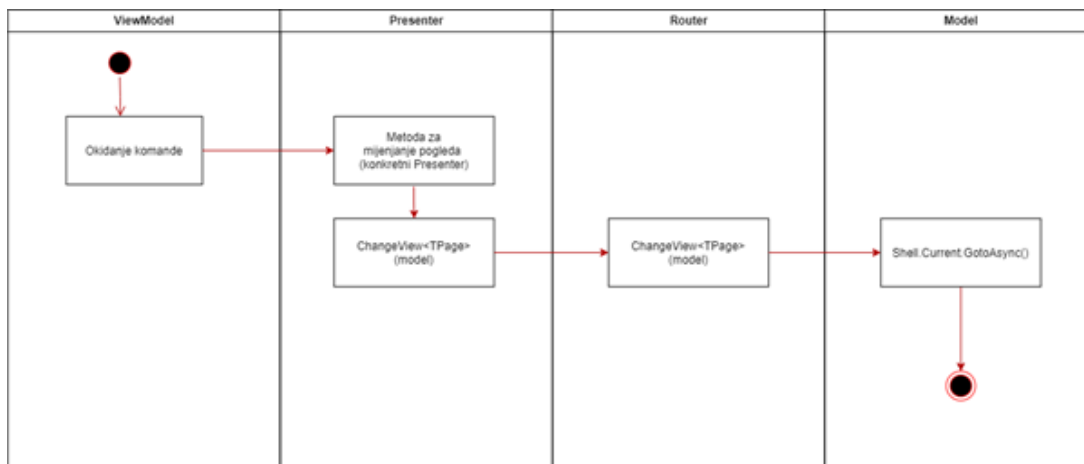 ViewModel
Presenter
Router
Model
Okidanje komande
Metoda za
mijenjanje pogleda
(konkretni Presenter)
ChangeView<TPage>
(model)
ChangeView<TPage>
(model)
Shell.Current.GotoAsync()